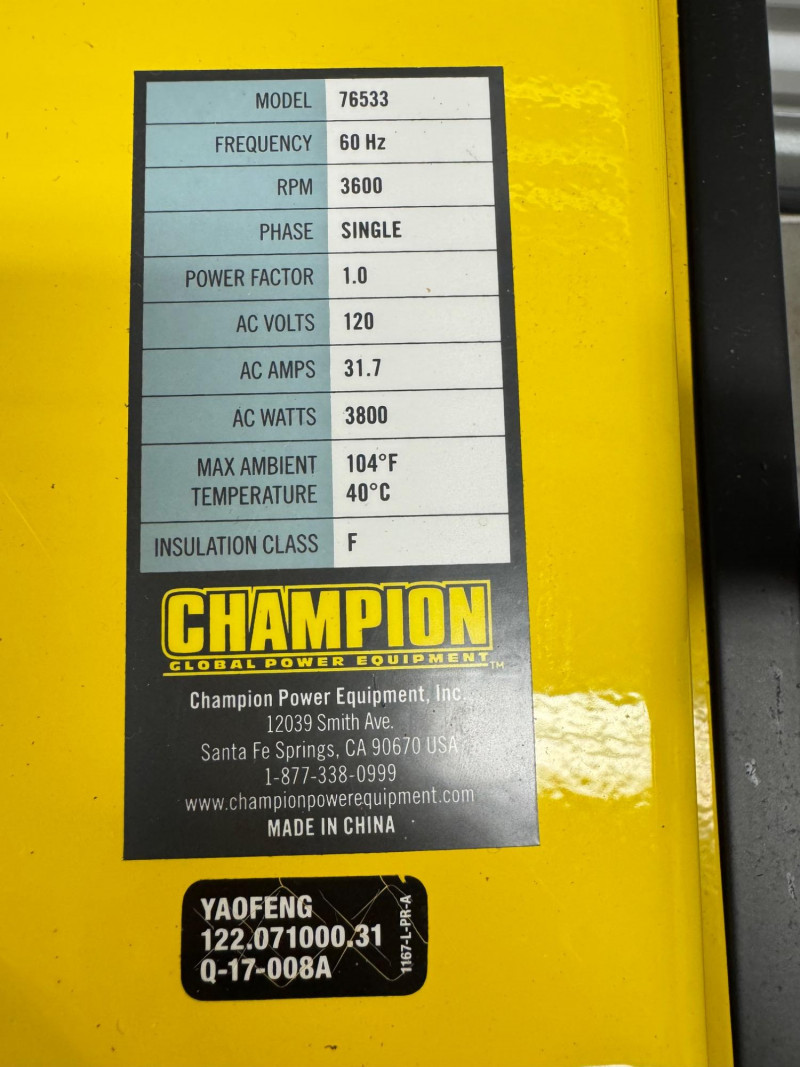 MODEL 76533
FREQUENCY 60 Hz
RPM 3600
PHASE SINGLE
POWER FACTOR 1.0
AC VOLTS 120
AC AMPS 31.7
AC WATTS 3800
MAX AMBIENT 104°F
TEMPERATURE 40°C
INSULATION CLASS F
CHAMPION
GLOBAL POWER EQUIPMENT™
Champion Power Equipment, Inc.
12039 Smith Ave.
Santa Fe Springs, CA 90670 USA
1-877-338-0999
www.championpowerequipment.com
MADE IN CHINA
YAOFENG
122.071000.31
Q-17-008A
1167-L-PR-A